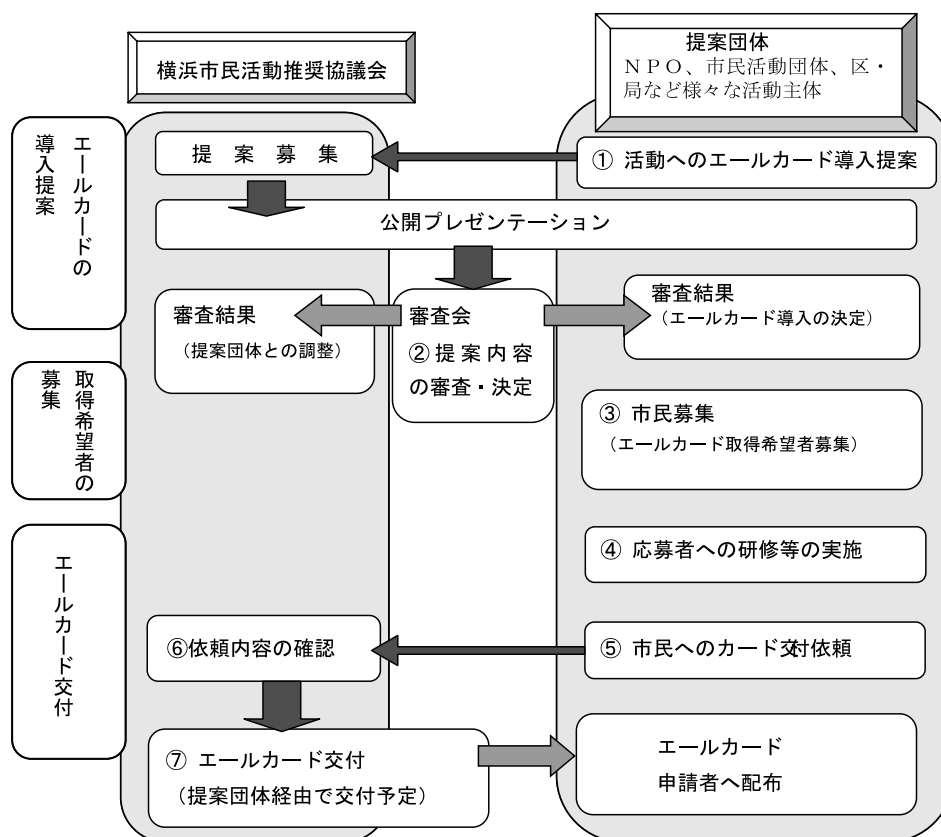 横浜市民活動推奨協議会
提案団体
NPO、市民活動団体、区・
局など様々な活動主体
エールカードの
導入提案
提案募集
① 活動へのエールカード導入提案
公開プレゼンテーション
審査結果
(提案団体との調整)
審査会
② 提案内容
の審査・決定
審査結果
(エールカード導入の決定)
取得希望者の
募集
③ 市民募集
(エールカード取得希望者募集)
エールカード交付
④ 応募者への研修等の実施
⑥依頼内容の確認
⑤ 市民へのカード交付依頼
⑦ エールカード交付
(提案団体経由で交付予定)
エールカード
申請者へ配布